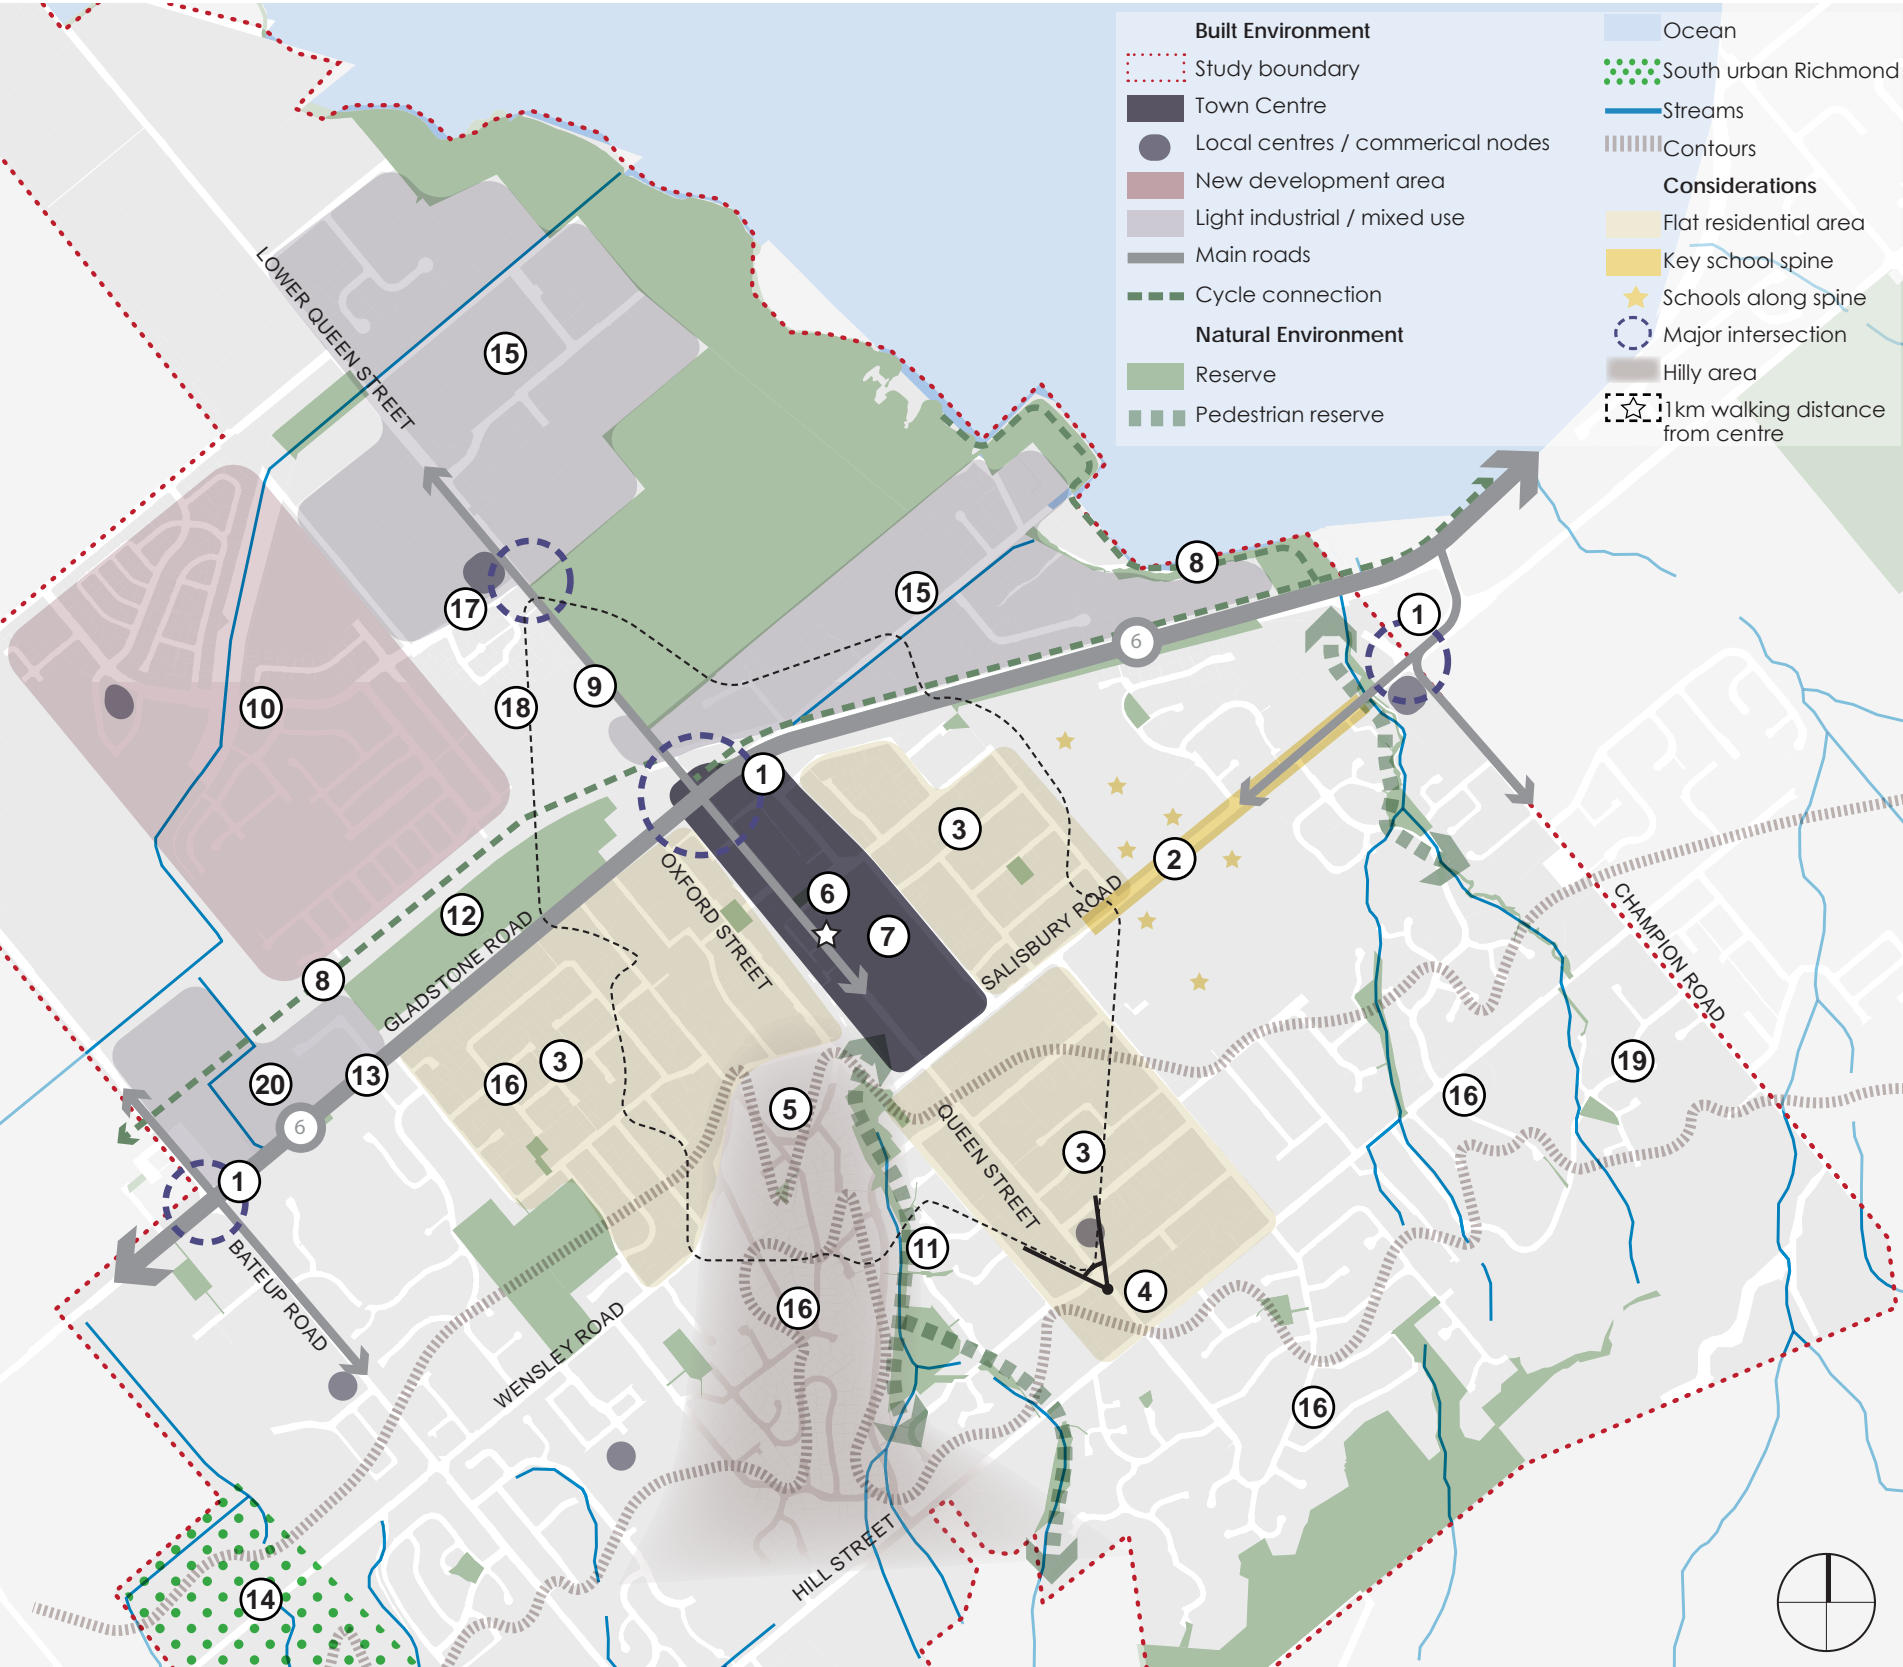 Built Environment
Study boundary
Town Centre
Local centres / commerical nodes
New development area
Light industrial / mixed use
Main roads
Cycle connection
Natural Environment
Reserve
Pedestrian reserve
Ocean
South urban Richmond
Streams
Contours
Considerations
Flat residential area
Key school spine
Schools along spine
Major intersection
Hilly area
1km walking distance
from centre
LOWER QUEEN STREET
15
8
15
17
1
6
9
18
10
1
3
2
6
12
OXFORD STREET
7
SALISBURY ROAD
CHAMPION ROAD
8
GLADSTONE ROAD
3
16
13
20
19
16
5
6
QUEEN STREET
3
1
11
BATEUP ROAD
4
16
WENSLEY ROAD
16
HILL STREET
14